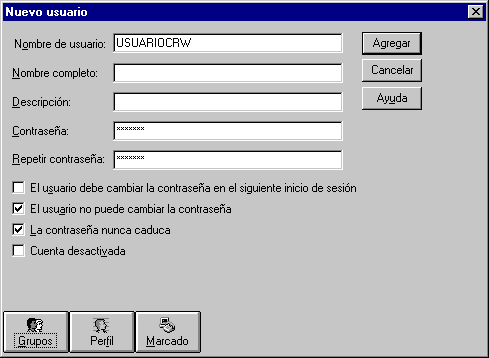 Nuevo usuario
Nombre de usuario: USUARIOCRW Agregar
Nombre completo: Cancelar
Descripción: Ayuda
Contraseña: *******
Repetir contraseña: *******
El usuario debe cambiar la contraseña en el siguiente inicio de sesión
El usuario no puede cambiar la contraseña
La contraseña nunca caduca
Cuenta desactivada
Grupos Perfil Marcado